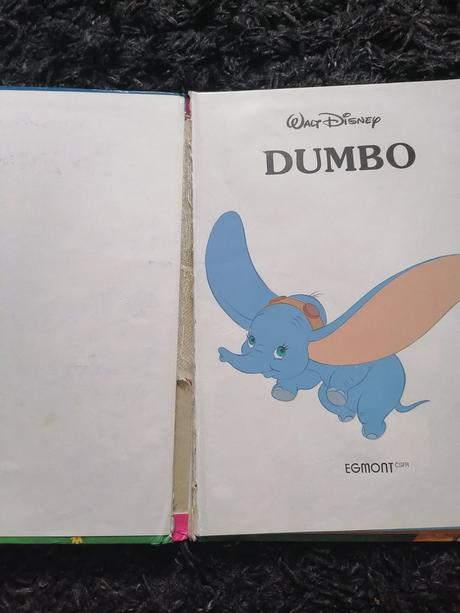 WALT DISNEY
DUMBO
EGMONT ČSFR